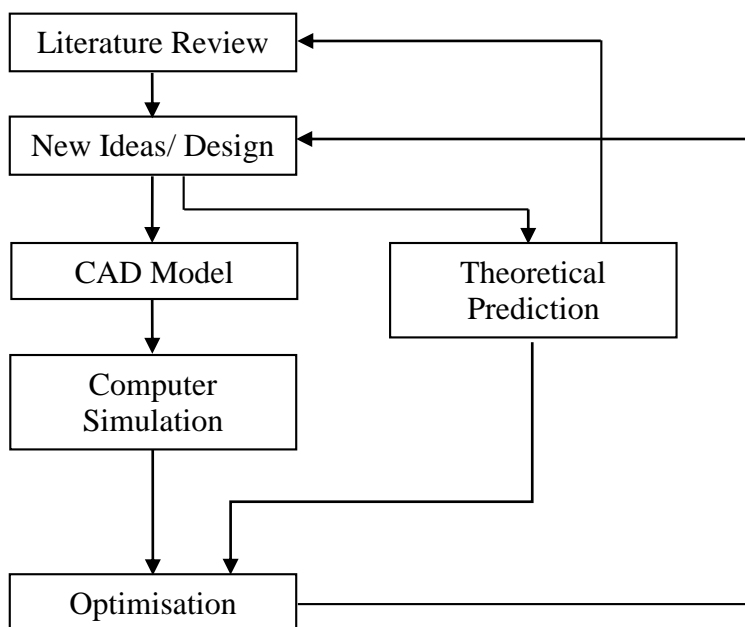 Literature Review
New Ideas/ Design
CAD Model
Theoretical
Prediction
Computer
Simulation
Optimisation